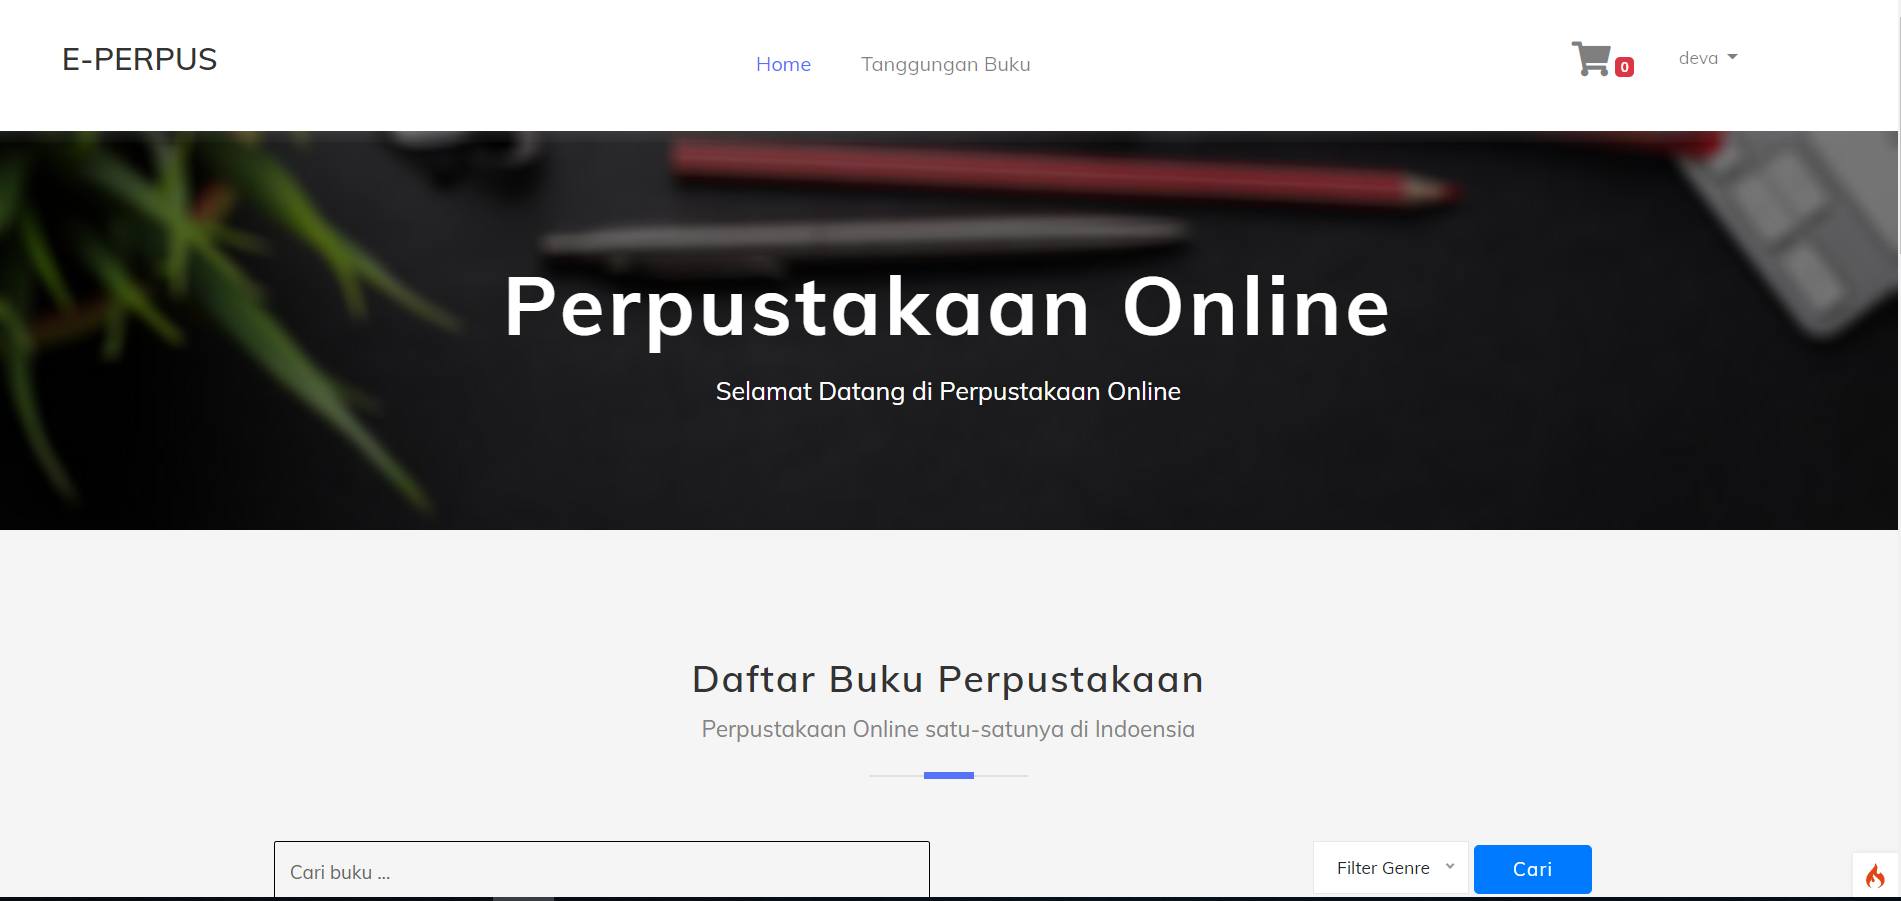 E-PERPUS
Home
Tanggungan Buku
0
deva
Perpustakaan Online
Selamat Datang di Perpustakaan Online
Daftar Buku Perpustakaan
Perpustakaan Online satu-satunya di Indoensia
Cari buku ...
Filter Genre
Cari